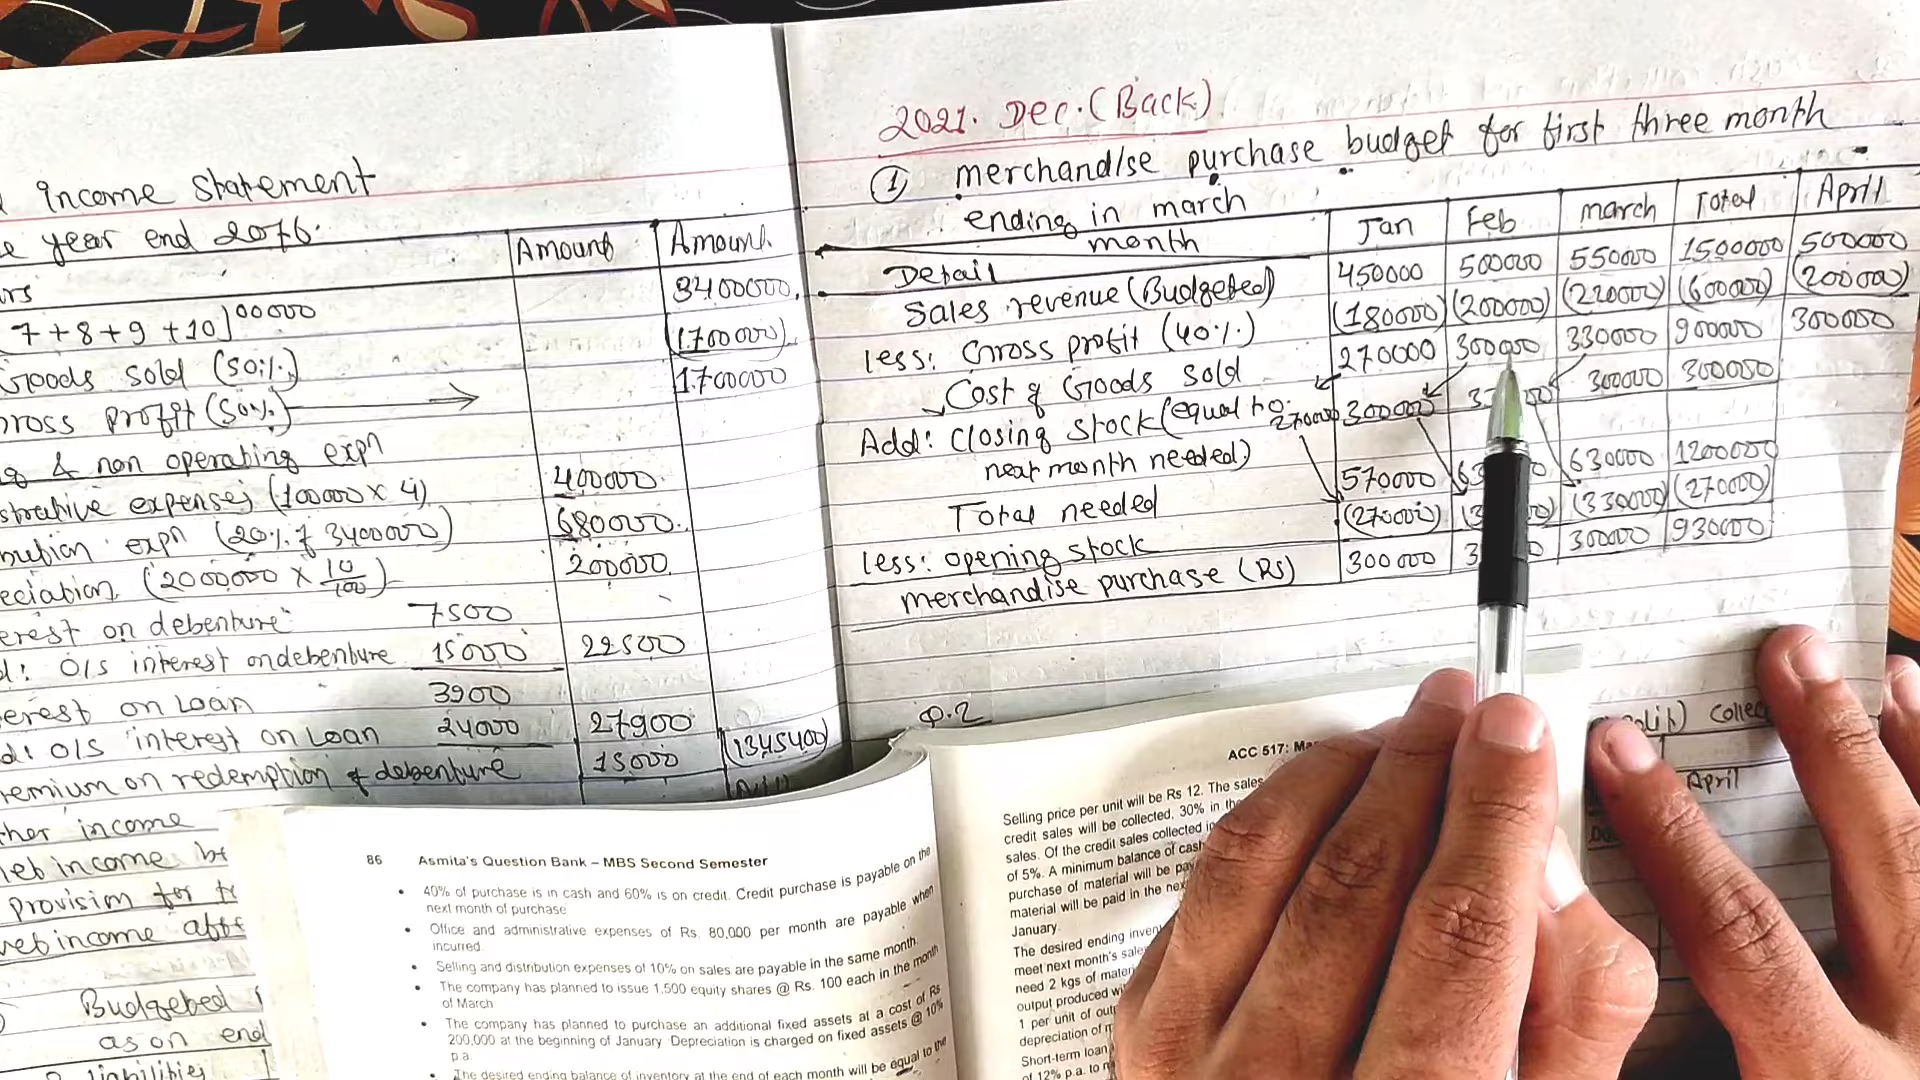 Income Statement
year end 2076.
Amount Amount
3400000
7+8+9+10]00000
Goods sold (50%) (1700000)
Gross profit (50%) 1700000
& non operating expn
expenses (100000 x 4) 400000
expn (20% of 3400000) 680000
(2000000 x 10/100) 200000
on debenture 7500
O/S interest on debenture 15000 22500
on Loan 3900
O/S interest on Loan 24000 27900
on redemption of debenture 15000 (1345400)
income
provision for
Budgeted
as on end
2021. Dec. (Back)
① merchandise purchase budget for first three month
ending in march
month Jan Feb march Total April
Detail
Sales revenue (Budgeted) 450000 500000 550000 1500000 500000
less: Gross profit (40%) (180000) (200000) (220000) (600000) (200000)
Cost of Goods sold 270000 300000 330000 900000 300000
Add: closing stock (equal to 270000 300000 300000 300000
next month needed)
Total needed 570000 630000 1200000
less: opening stock (270000) (330000) (270000)
merchandise purchase (Rs) 300000 300000 930000
Q.2
April
86 Asmita's Question Bank – MBS Second Semester
• 40% of purchase is in cash and 60% is on credit. Credit purchase is payable on the
next month of purchase
• Office and administrative expenses of Rs. 80,000 per month are payable when
incurred.
• Selling and distribution expenses of 10% on sales are payable in the same month.
• The company has planned to issue 1,500 equity shares @ Rs. 100 each in the month
of March
• The company has planned to purchase an additional fixed assets at a cost of Rs
200,000 at the beginning of January Depreciation is charged on fixed assets @ 10%
p.a.
• The desired ending balance of inventory at the end of each month will be equal to the
ACC 517:
Selling price per unit will be Rs 12. The sales
credit sales will be collected, 30% in the
sales. Of the credit sales collected in
of 5%. A minimum balance of cash
purchase of material will be
material will be paid in the
January.
The desired ending
meet next month's
need 2 kgs of
output produced
1 per unit of
depreciation of
Short-term loan
of 12% p.a. to